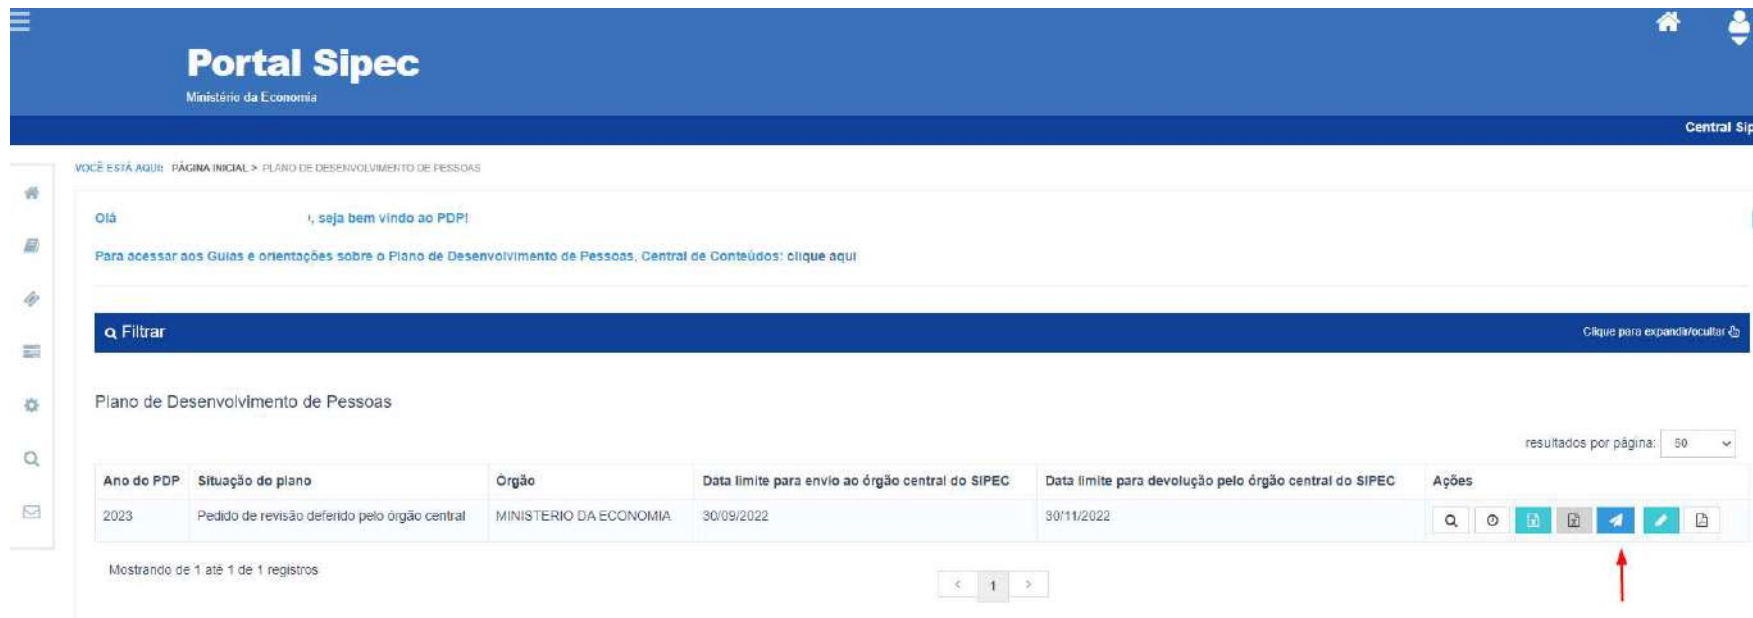 Portal Sipec
Ministério da Economia
Central Sip
VOCÊ ESTÁ AQUI: PÁGINA INICIAL > PLANO DE DESENVOLVIMENTO DE PESSOAS
Olá , seja bem vindo ao PDP!
Para acessar aos Guias e orientações sobre o Plano de Desenvolvimento de Pessoas, Central de Conteúdos: clique aqui
Filtrar Clique para expandir/ocultar
Plano de Desenvolvimento de Pessoas
resultados por página: 50
Ano do PDP Situação do plano Órgão Data limite para envio ao órgão central do SIPEC Data limite para devolução pelo órgão central do SIPEC Ações
2023 Pedido de revisão deferido pelo órgão central MINISTERIO DA ECONOMIA 30/09/2022 30/11/2022
Mostrando de 1 até 1 de 1 registros
< 1 >